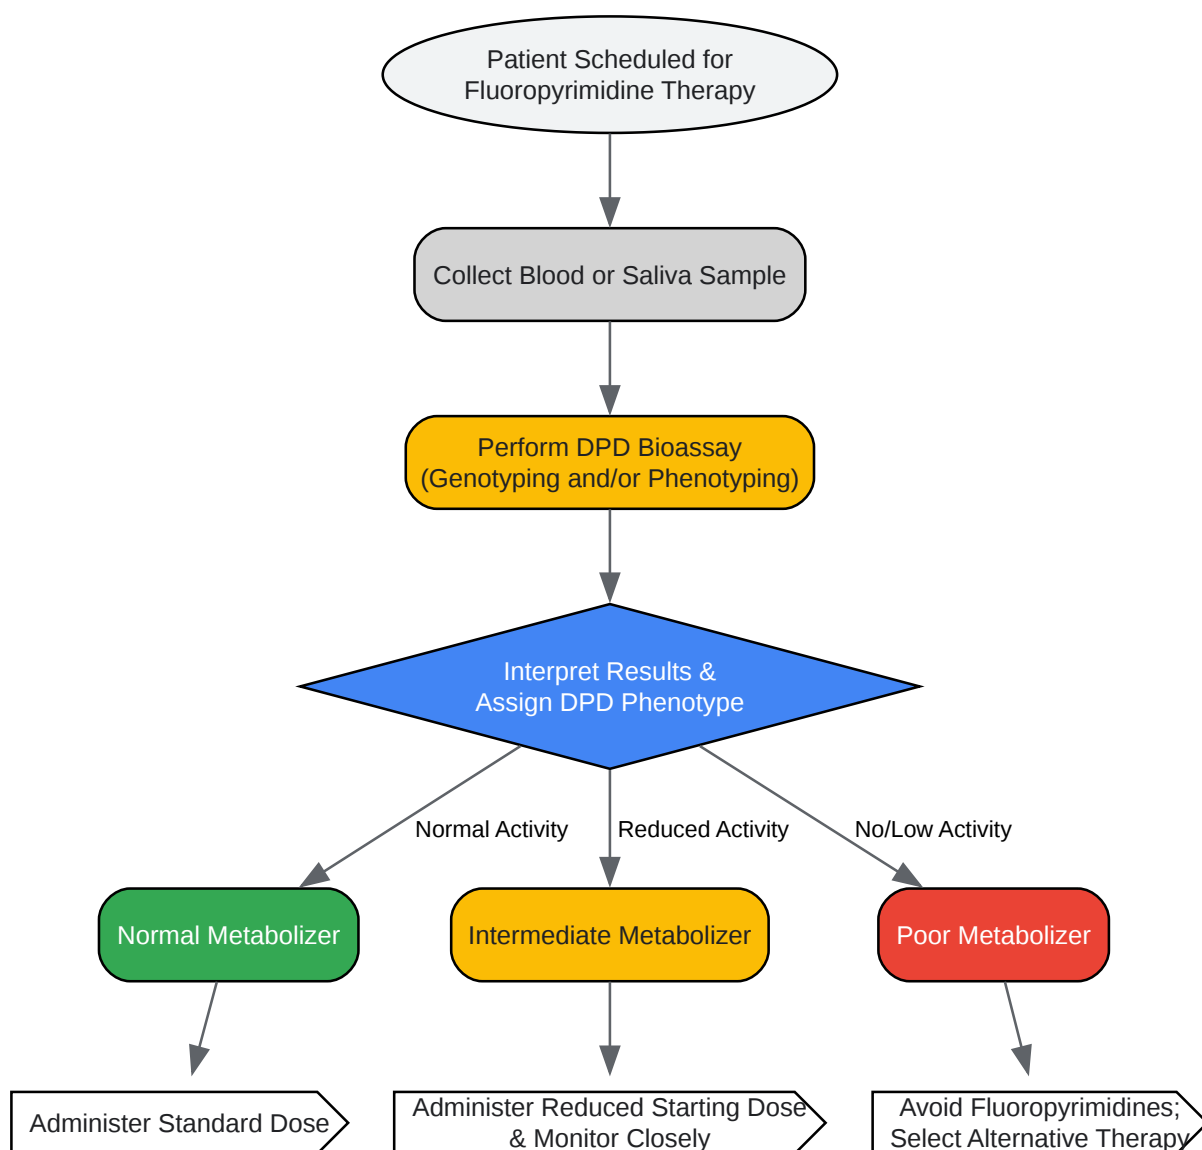 Patient Scheduled for
Fluoropyrimidine Therapy
Collect Blood or Saliva Sample
Perform DPD Bioassay
(Genotyping and/or Phenotyping)
Interpret Results &
Assign DPD Phenotype
Normal Activity
Reduced Activity
No/Low Activity
Normal Metabolizer
Intermediate Metabolizer
Poor Metabolizer
Administer Standard Dose
Administer Reduced Starting Dose
& Monitor Closely
Avoid Fluoropyrimidines;
Select Alternative Therapy